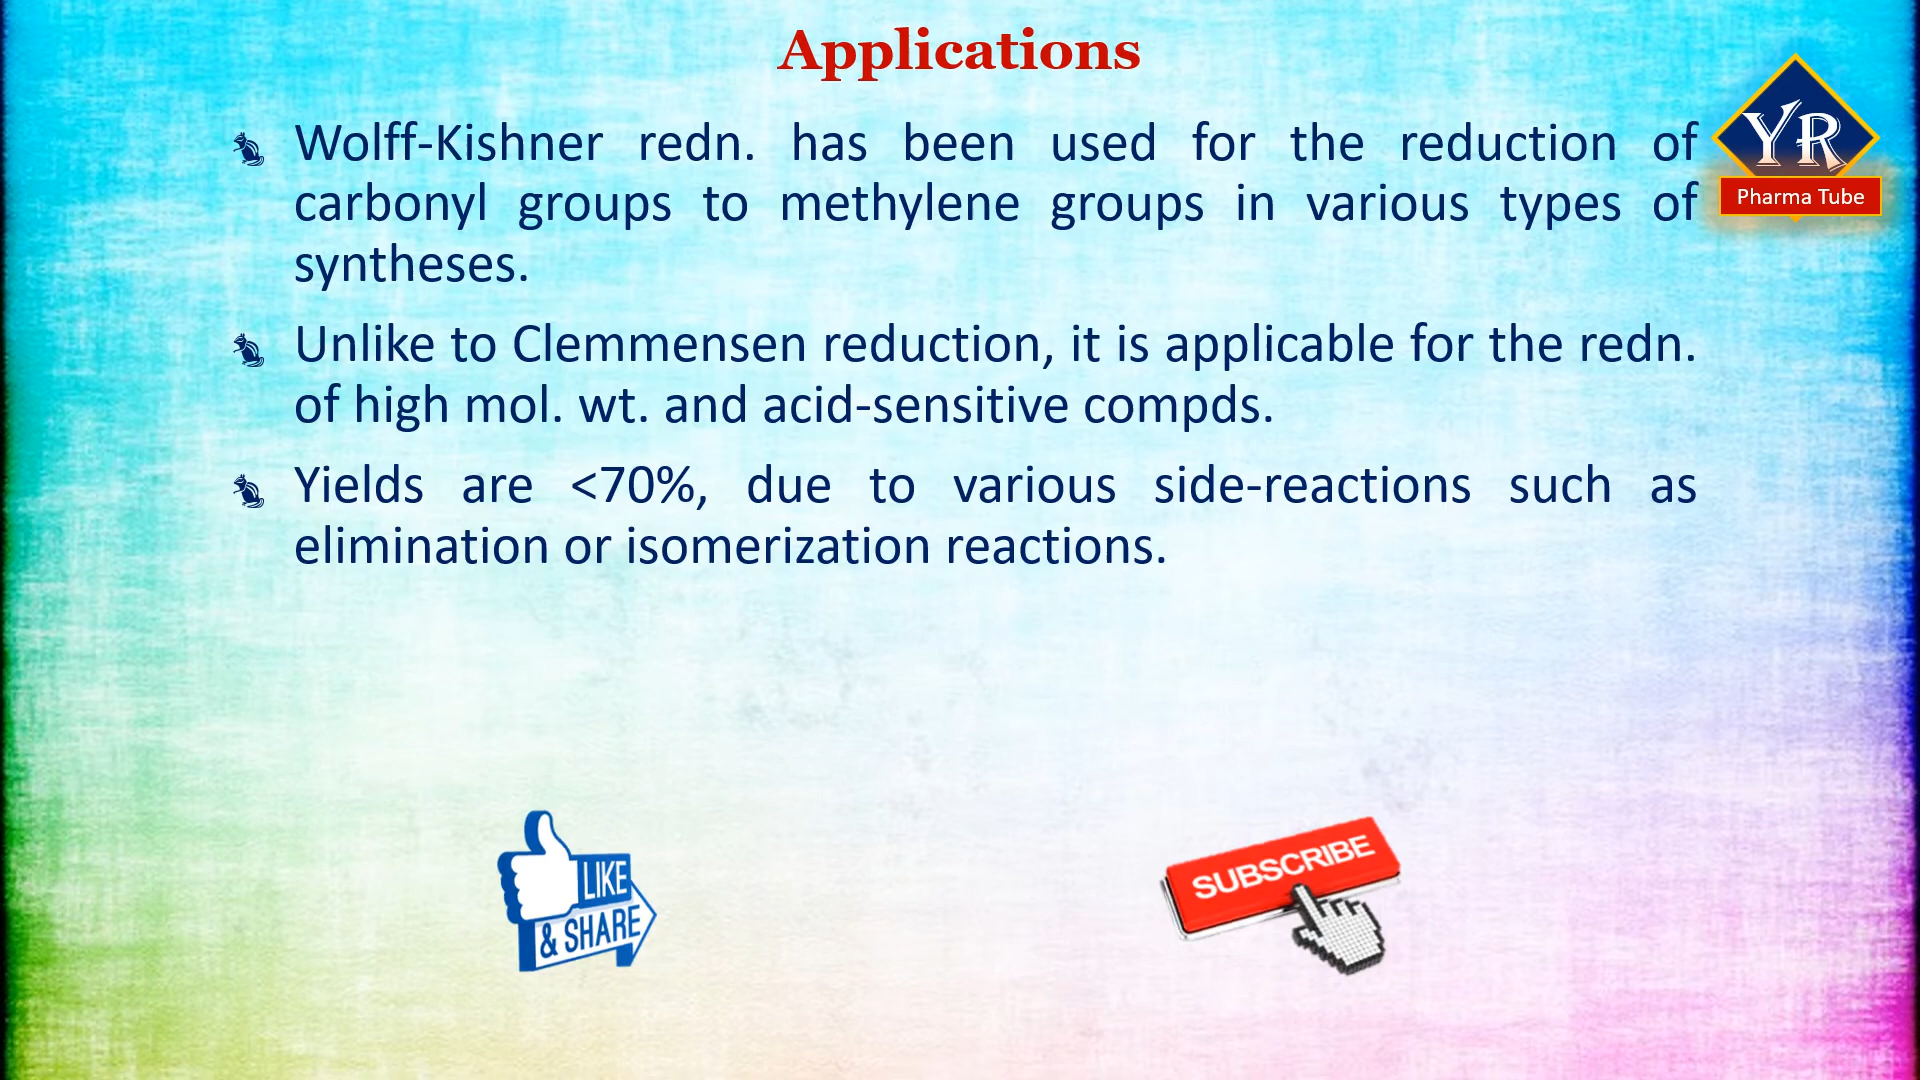 Applications
Wolff-Kishner redn. has been used for the reduction of
carbonyl groups to methylene groups in various types of
syntheses.
Unlike to Clemmensen reduction, it is applicable for the redn.
of high mol. wt. and acid-sensitive compds.
Yields are <70%, due to various side-reactions such as
elimination or isomerization reactions.
YR
Pharma Tube
LIKE
& SHARE
SUBSCRIBE